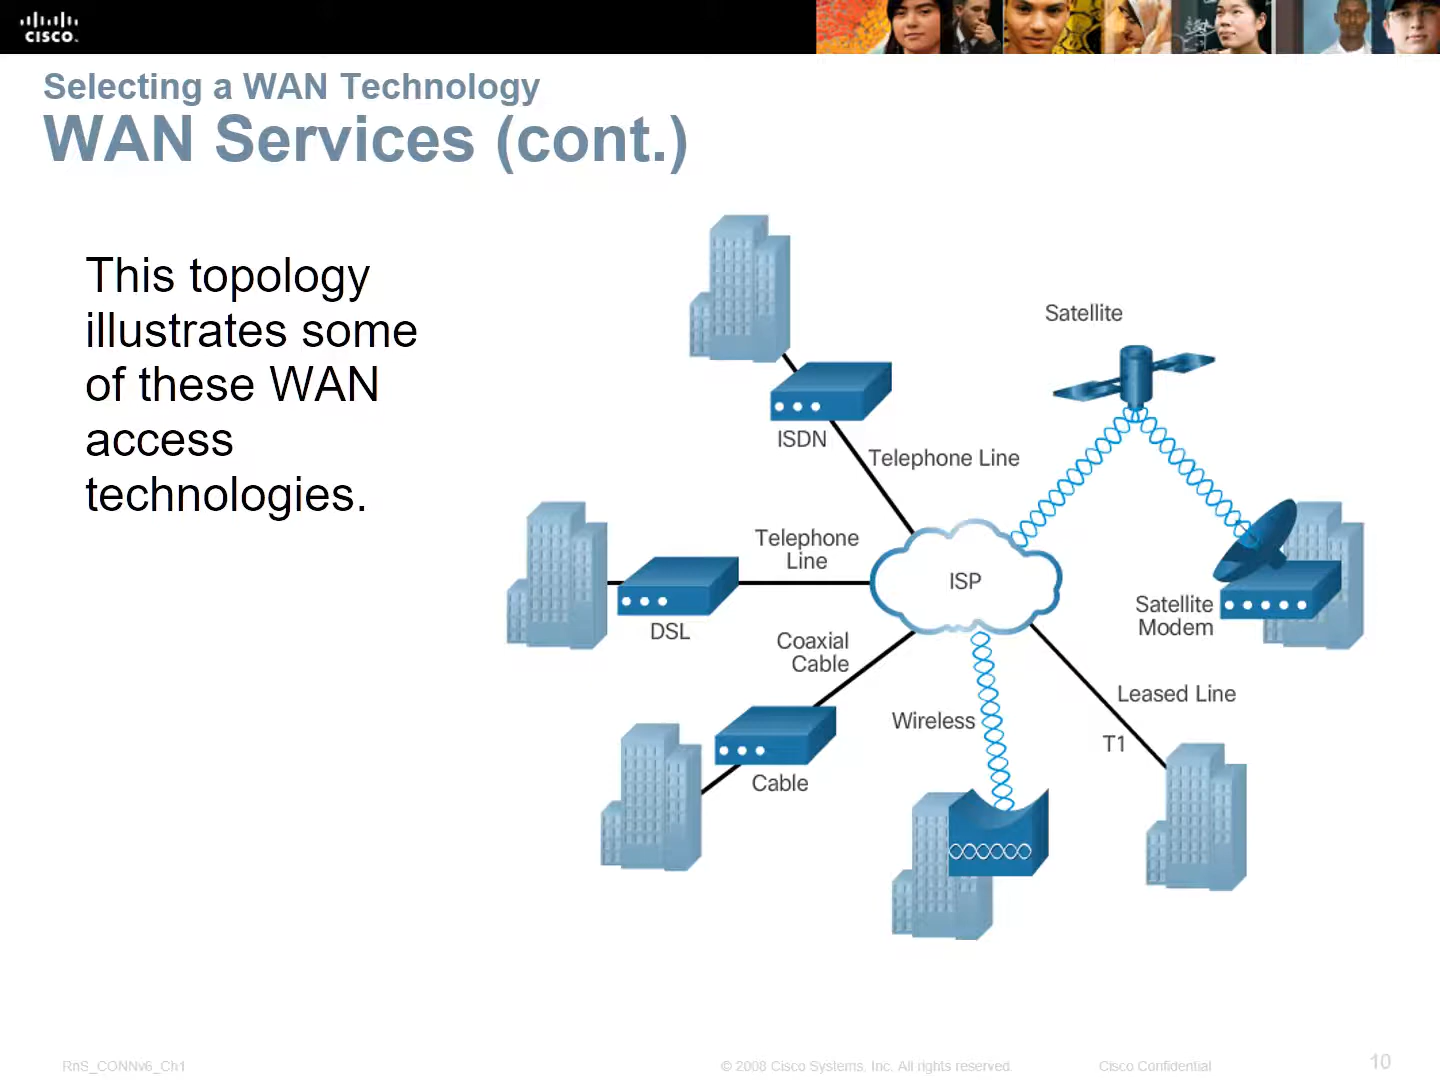 CISCO
Selecting a WAN Technology
WAN Services (cont.)
This topology
illustrates some
of these WAN
access
technologies.
Satellite
ISDN
Telephone Line
Telephone
Line
ISP
DSL
Satellite
Modem
Coaxial
Cable
Leased Line
Wireless
T1
Cable
RnS_CONNv6_Ch1
© 2008 Cisco Systems, Inc. All rights reserved.
Cisco Confidential
10